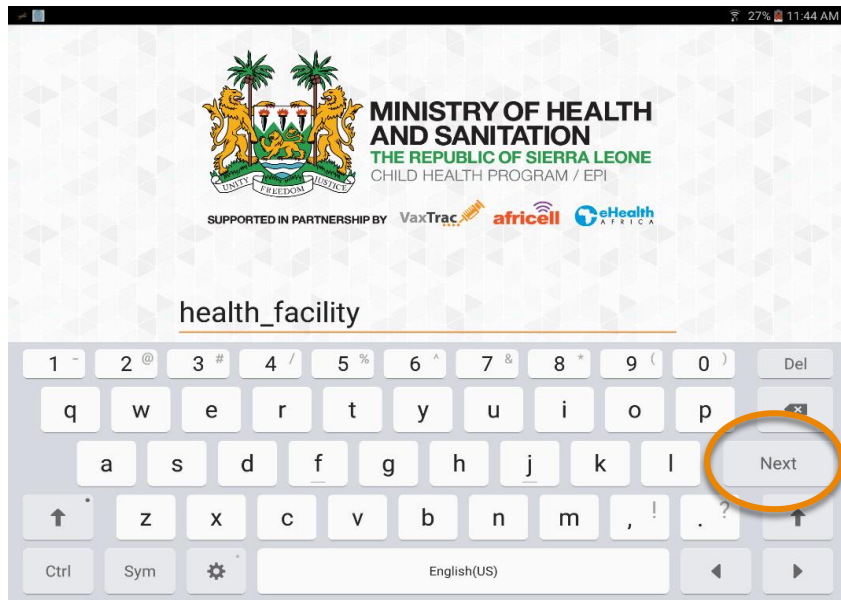 27% 11:44 AM
MINISTRY OF HEALTH
AND SANITATION
THE REPUBLIC OF SIERRA LEONE
CHILD HEALTH PROGRAM / EPI
UNITY FREEDOM JUSTICE
SUPPORTED IN PARTNERSHIP BY VaxTrac africell eHealth
AFRICA
health_facility
1 - 2 @ 3 # 4 / 5 % 6 ^ 7 & 8 * 9 ( 0 ) Del
q w e r t y u i o p
a s d f g h j k l Next
z x c v b n m , ! . ?
Ctrl Sym English(US)